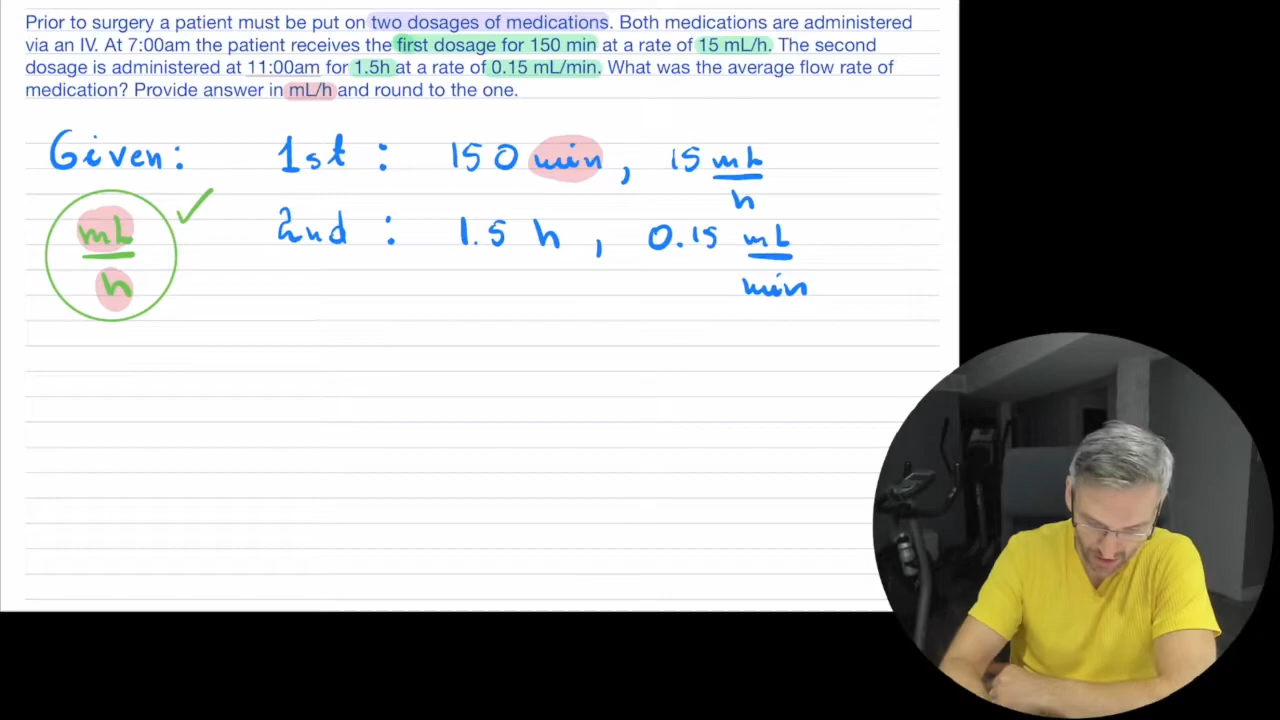 Prior to surgery a patient must be put on two dosages of medications. Both medications are administered
via an IV. At 7:00am the patient receives the first dosage for 150 min at a rate of 15 mL/h. The second
dosage is administered at 11:00am for 1.5h at a rate of 0.15 mL/min. What was the average flow rate of
medication? Provide answer in mL/h and round to the one.
Given: 1st : 150 min, 15 mL/h
mL/h ✓ 2nd : 1.5 h, 0.15 mL/min